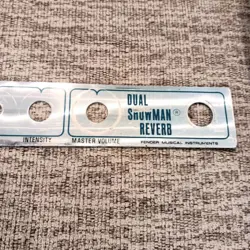 DUAL
SHOWMAN®
REVERB
INTENSITY MASTER VOLUME FENDER MUSICAL INSTRUMENTS